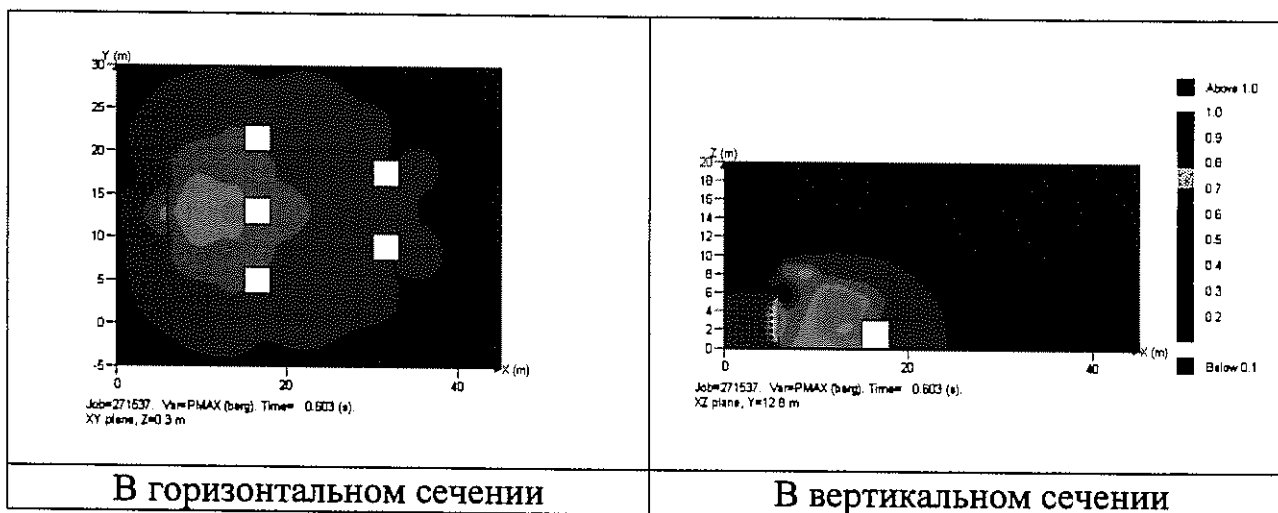 Y (m)
30
25
20
15
10
5
0
-5
0
20
40
X (m)
Job=271537. Var=PMAX (barg). Time= 0.603 (s).
XY plane, Z=0.3 m
В горизонтальном сечении
Z (m)
20
18
16
14
12
10
8
6
4
2
0
0
20
40
X (m)
Job=271537. Var=PMAX (barg). Time= 0.603 (s).
XZ plane, Y=12.8 m
Above 1.0
1.0
0.9
0.8
0.7
0.6
0.5
0.4
0.3
0.2
Below 0.1
В вертикальном сечении